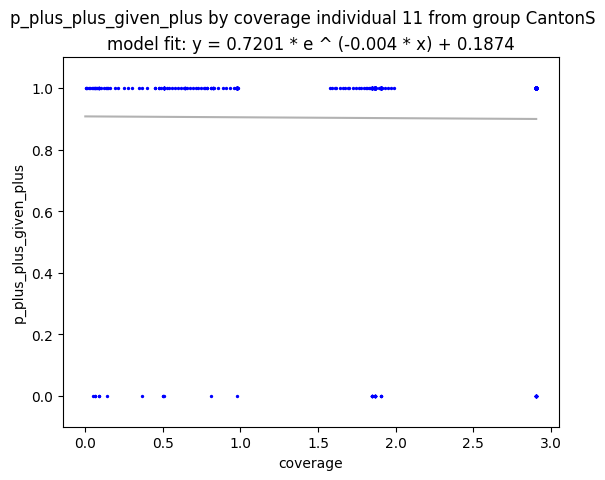 p_plus_plus_given_plus by coverage individual 11 from group CantonS
model fit: y = 0.7201 * e ^ (-0.004 * x) + 0.1874
1.0
0.8
0.6
0.4
0.2
0.0
p_plus_plus_given_plus
0.0 0.5 1.0 1.5 2.0 2.5 3.0
coverage